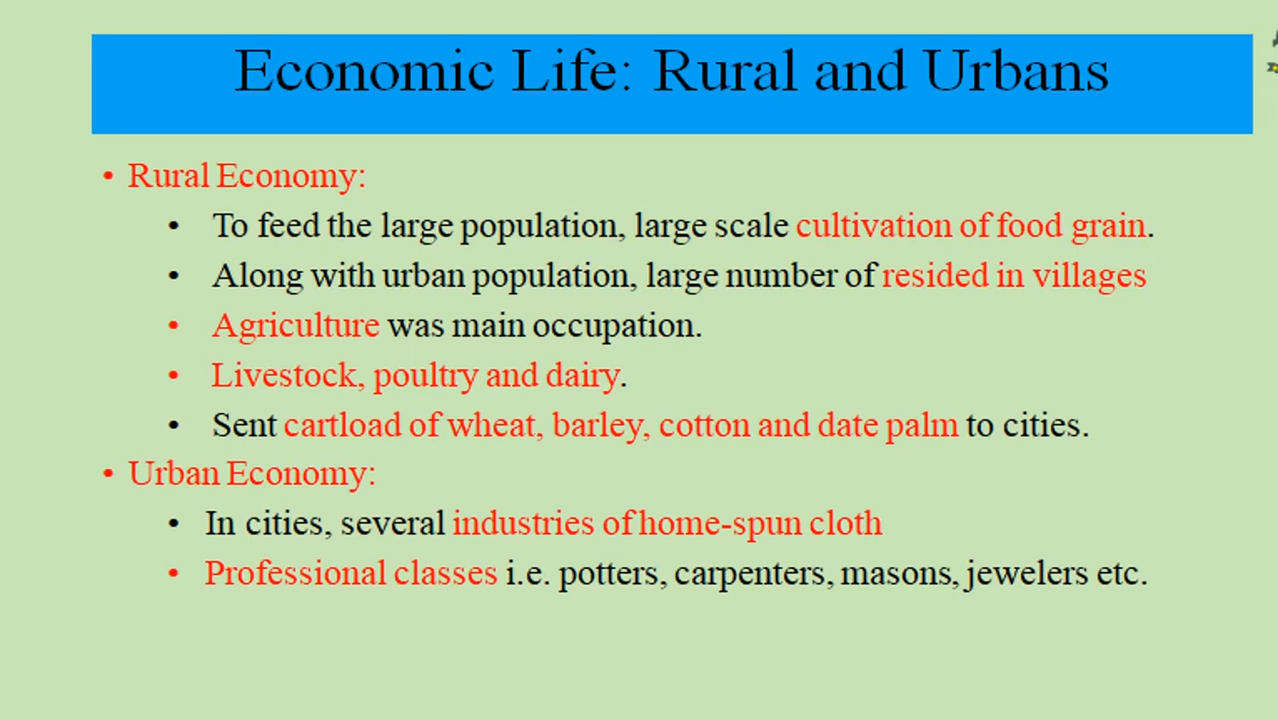 Economic Life: Rural and Urbans
• Rural Economy:
• To feed the large population, large scale cultivation of food grain.
• Along with urban population, large number of resided in villages
• Agriculture was main occupation.
• Livestock, poultry and dairy.
• Sent cartload of wheat, barley, cotton and date palm to cities.
• Urban Economy:
• In cities, several industries of home-spun cloth
• Professional classes i.e. potters, carpenters, masons, jewelers etc.